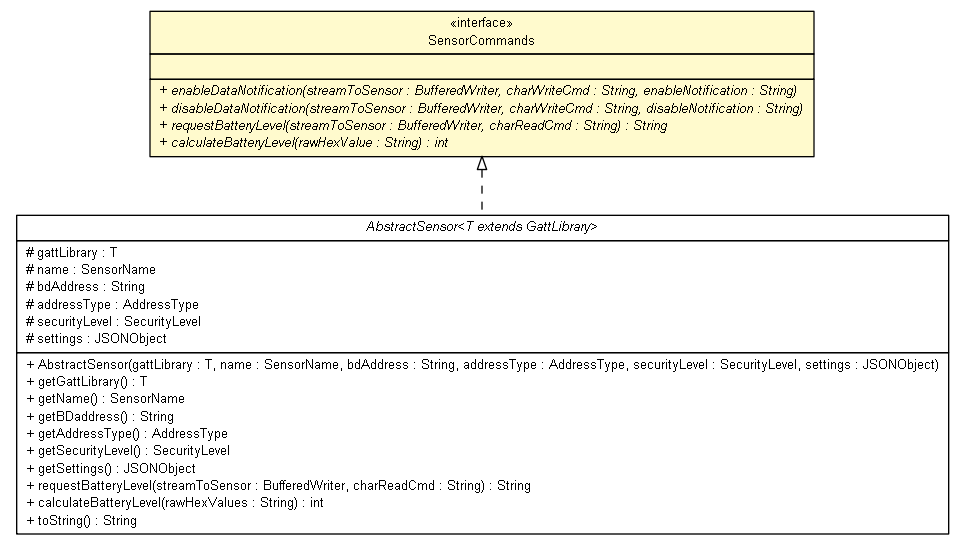 «interface»
SensorCommands
+ enableDataNotification(streamToSensor : BufferedWriter, charWriteCmd : String, enableNotification : String)
+ disableDataNotification(streamToSensor : BufferedWriter, charWriteCmd : String, disableNotification : String)
+ requestBatteryLevel(streamToSensor : BufferedWriter, charReadCmd : String) : String
+ calculateBatteryLevel(rawHexValue : String) : int
AbstractSensor<T extends GattLibrary>
# gattLibrary : T
# name : SensorName
# bdAddress : String
# addressType : AddressType
# securityLevel : SecurityLevel
# settings : JSONObject
+ AbstractSensor(gattLibrary : T, name : SensorName, bdAddress : String, addressType : AddressType, securityLevel : SecurityLevel, settings : JSONObject)
+ getGattLibrary() : T
+ getName() : SensorName
+ getBDaddress() : String
+ getAddressType() : AddressType
+ getSecurityLevel() : SecurityLevel
+ getSettings() : JSONObject
+ requestBatteryLevel(streamToSensor : BufferedWriter, charReadCmd : String) : String
+ calculateBatteryLevel(rawHexValues : String) : int
+ toString() : String